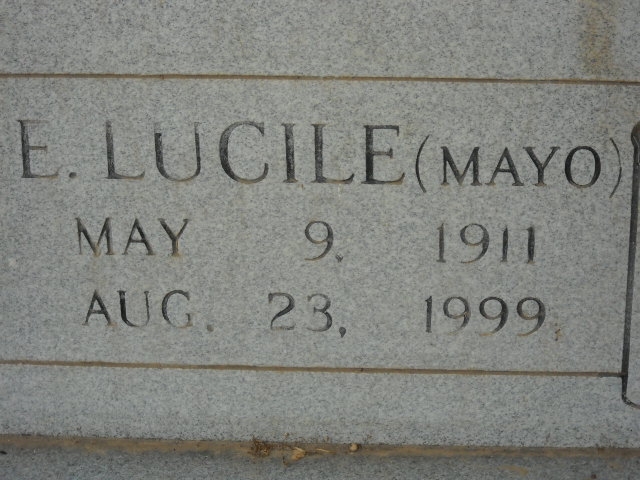 E. LUCILE (MAYO)
MAY 9, 1911
AUG. 23, 1999